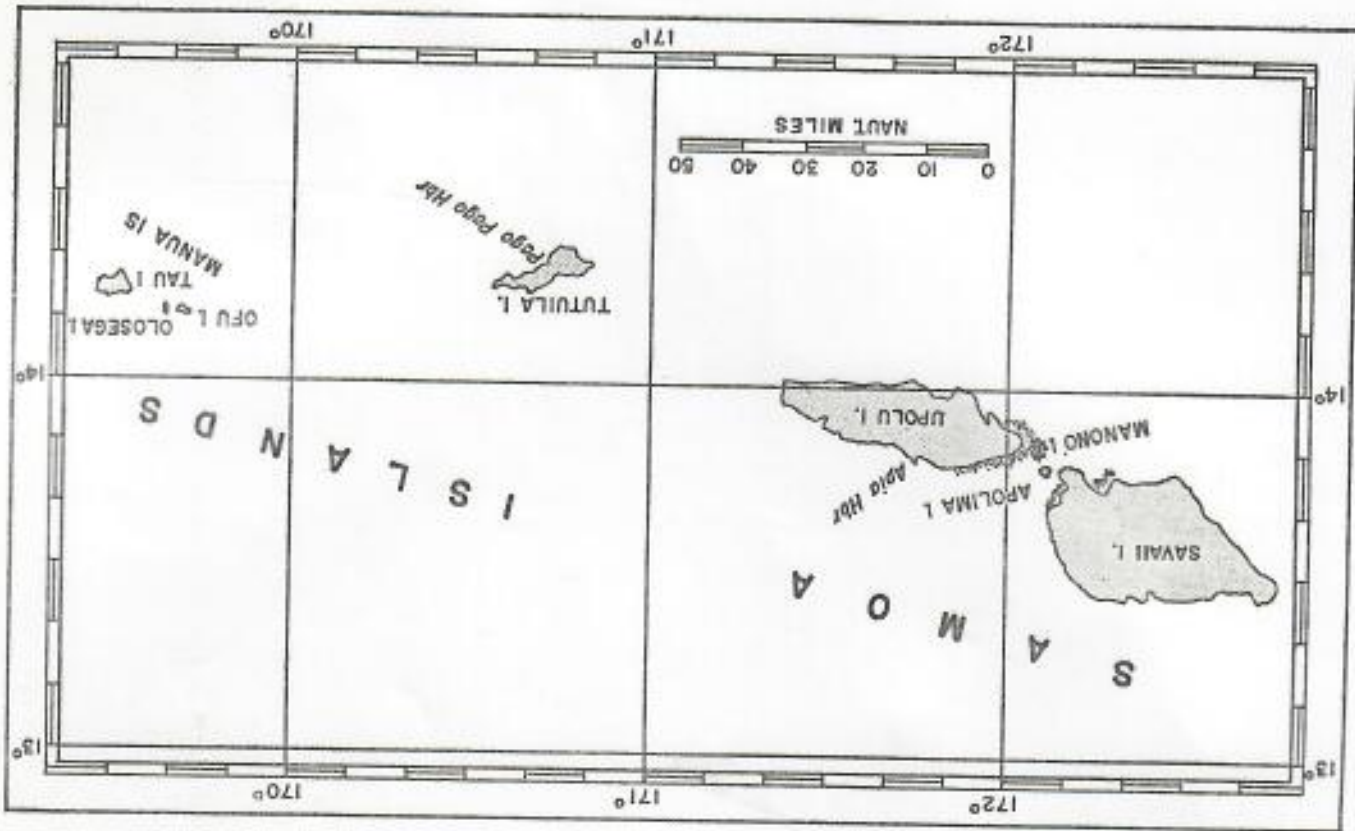 172° 171° 170°
13° 13°
SAMOA ISLANDS
SAVAII I.
APOLIMA I.
MANONO I.
Apia Hbr
UPOLU I.
14° 14°
OFU I.
OLOSEGA I.
TAU I
MANUA IS
TUTUILA I.
Pago Pago Hbr
0 10 20 30 40 50
NAUT. MILES
172° 171° 170°